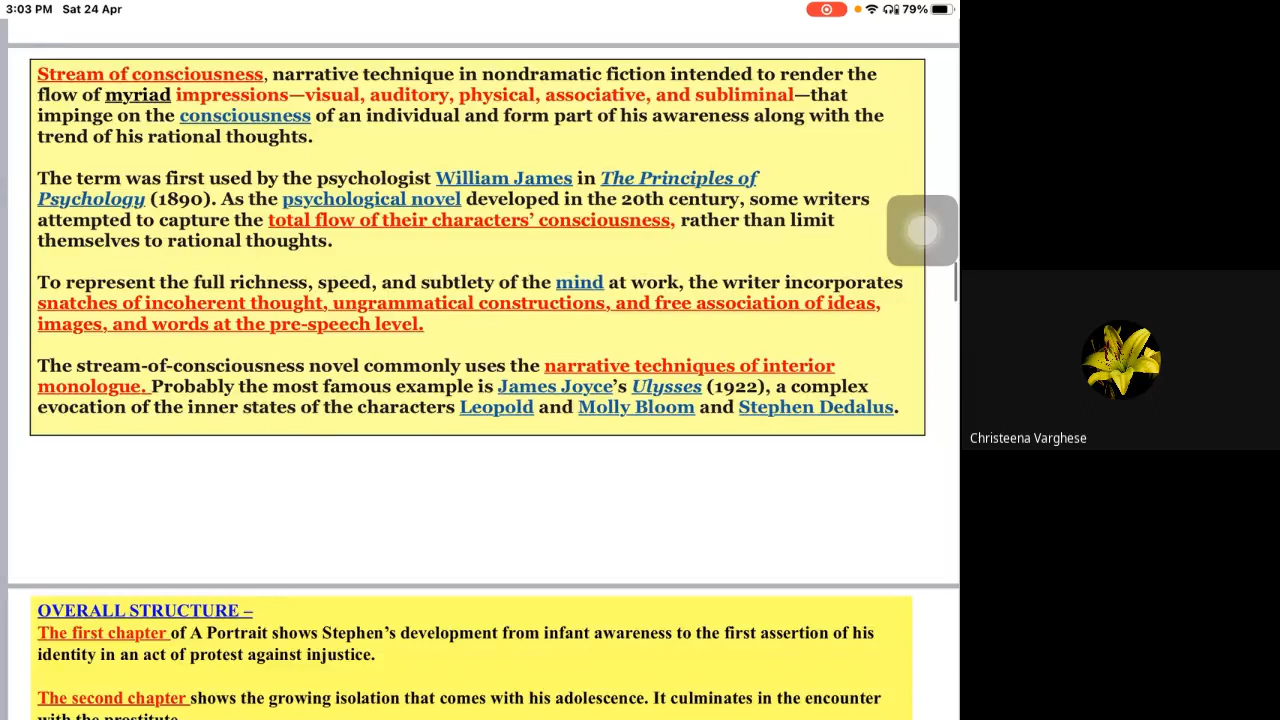 3:03 PM Sat 24 Apr
79%
Stream of consciousness, narrative technique in nondramatic fiction intended to render the
flow of myriad impressions—visual, auditory, physical, associative, and subliminal—that
impinge on the consciousness of an individual and form part of his awareness along with the
trend of his rational thoughts.
The term was first used by the psychologist William James in The Principles of
Psychology (1890). As the psychological novel developed in the 20th century, some writers
attempted to capture the total flow of their characters’ consciousness, rather than limit
themselves to rational thoughts.
To represent the full richness, speed, and subtlety of the mind at work, the writer incorporates
snatches of incoherent thought, ungrammatical constructions, and free association of ideas,
images, and words at the pre-speech level.
The stream-of-consciousness novel commonly uses the narrative techniques of interior
monologue. Probably the most famous example is James Joyce’s Ulysses (1922), a complex
evocation of the inner states of the characters Leopold and Molly Bloom and Stephen Dedalus.
Christeena Varghese
OVERALL STRUCTURE –
The first chapter of A Portrait shows Stephen’s development from infant awareness to the first assertion of his
identity in an act of protest against injustice.
The second chapter shows the growing isolation that comes with his adolescence. It culminates in the encounter
with the prostitute.